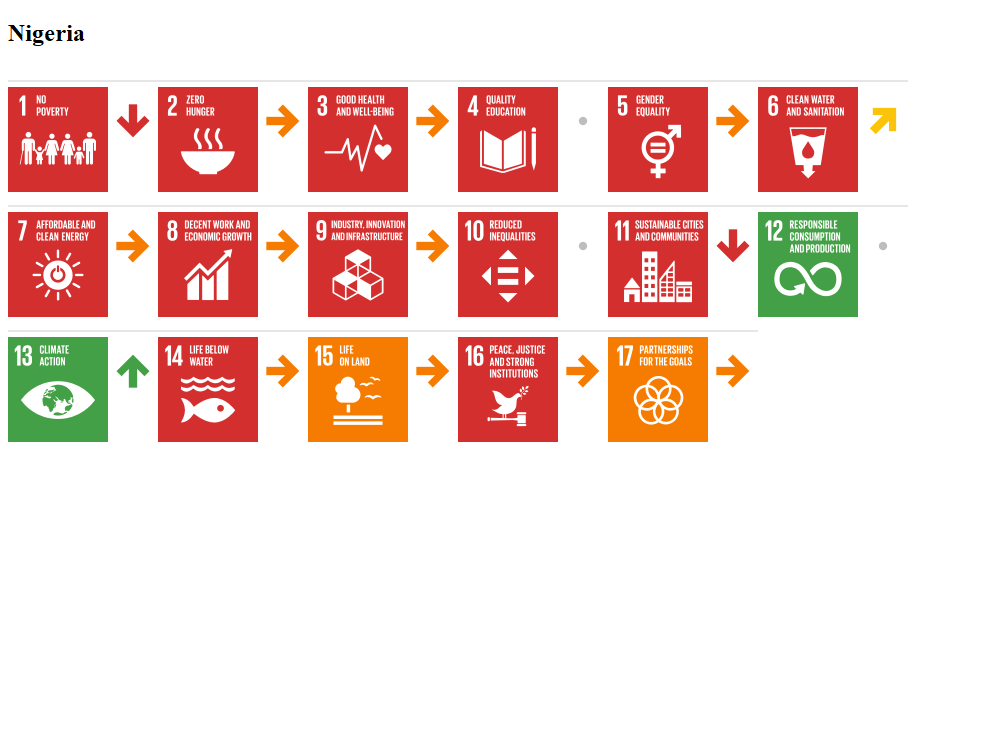 Nigeria
1 NO
POVERTY
2 ZERO
HUNGER
3 GOOD HEALTH
AND WELL-BEING
4 QUALITY
EDUCATION
5 GENDER
EQUALITY
6 CLEAN WATER
AND SANITATION
7 AFFORDABLE AND
CLEAN ENERGY
8 DECENT WORK AND
ECONOMIC GROWTH
9 INDUSTRY, INNOVATION
AND INFRASTRUCTURE
10 REDUCED
INEQUALITIES
11 SUSTAINABLE CITIES
AND COMMUNITIES
12 RESPONSIBLE
CONSUMPTION
AND PRODUCTION
13 CLIMATE
ACTION
14 LIFE BELOW
WATER
15 LIFE
ON LAND
16 PEACE, JUSTICE
AND STRONG
INSTITUTIONS
17 PARTNERSHIPS
FOR THE GOALS